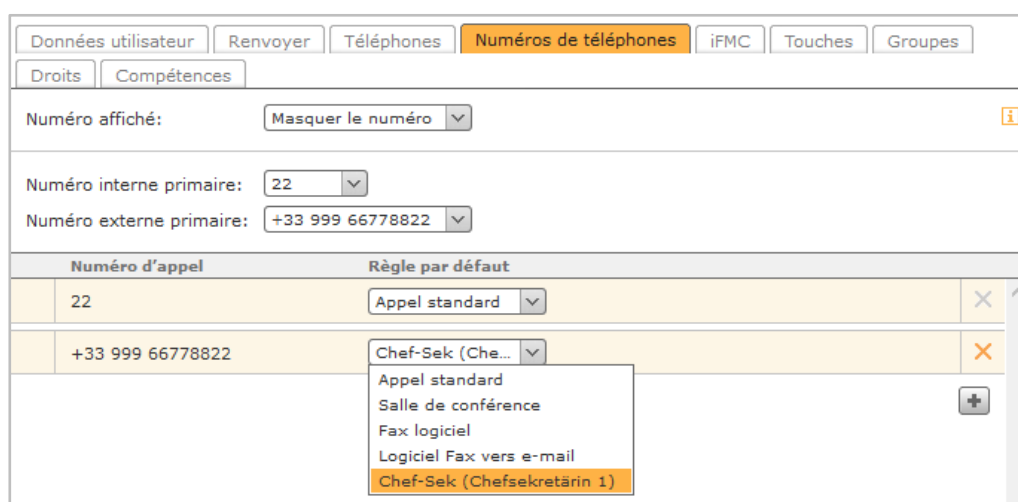 Données utilisateur Renvoyer Téléphones Numéros de téléphones iFMC Touches Groupes
Droits Compétences
Numéro affiché: Masquer le numéro
Numéro interne primaire: 22
Numéro externe primaire: +33 999 66778822
Numéro d'appel Règle par défaut
22 Appel standard
+33 999 66778822 Chef-Sek (Che...
Appel standard
Salle de conférence
Fax logiciel
Logiciel Fax vers e-mail
Chef-Sek (Chefsekretärin 1)